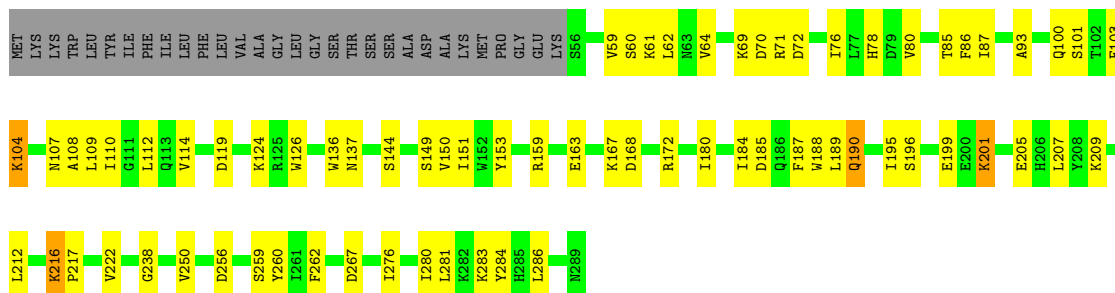 MET LYS LYS TRP LEU TYR ILE PHE ILE LEU PHE LEU VAL ALA GLY LEU GLY SER THR SER SER ALA ASP ALA LYS MET PRO GLY GLU LYS S56 V59 S60 K61 L62 N63 V64 K69 D70 R71 D72 I76 L77 H78 D79 V80 T85 F86 I87 A93 Q100 S101 T102 E103
K104 N107 A108 L109 I110 G111 L112 Q113 V114 D119 K124 R125 W126 W136 N137 S144 S149 V150 I151 W152 Y153 R159 E163 K167 D168 R172 I180 I184 D185 Q186 F187 W188 L189 Q190 I195 S196 E199 E200 K201 E205 H206 L207 Y208 K209
L212 K216 P217 V222 G238 V250 D256 S259 Y260 I261 F262 D267 I276 I280 L281 K282 K283 Y284 H285 L286 N289